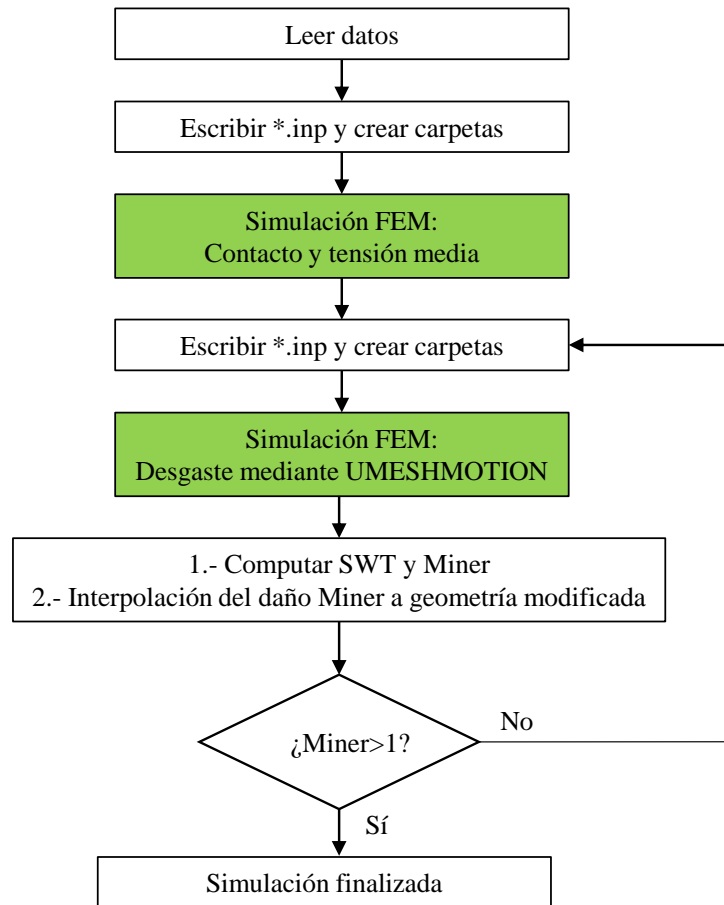 Leer datos
Escribir *.inp y crear carpetas
Simulación FEM:
Contacto y tensión media
Escribir *.inp y crear carpetas
Simulación FEM:
Desgaste mediante UMESHMOTION
1.- Computar SWT y Miner
2.- Interpolación del daño Miner a geometría modificada
¿Miner>1?
No
Sí
Simulación finalizada